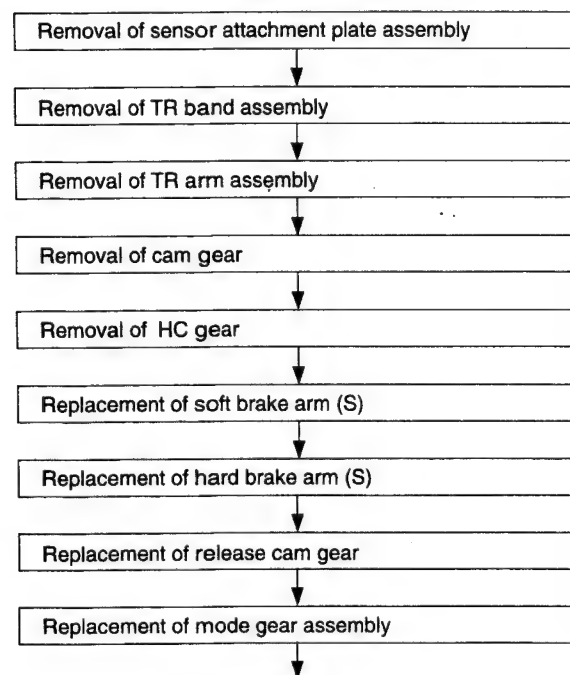 Removal of sensor attachment plate assembly
Removal of TR band assembly
Removal of TR arm assembly
Removal of cam gear
Removal of HC gear
Replacement of soft brake arm (S)
Replacement of hard brake arm (S)
Replacement of release cam gear
Replacement of mode gear assembly